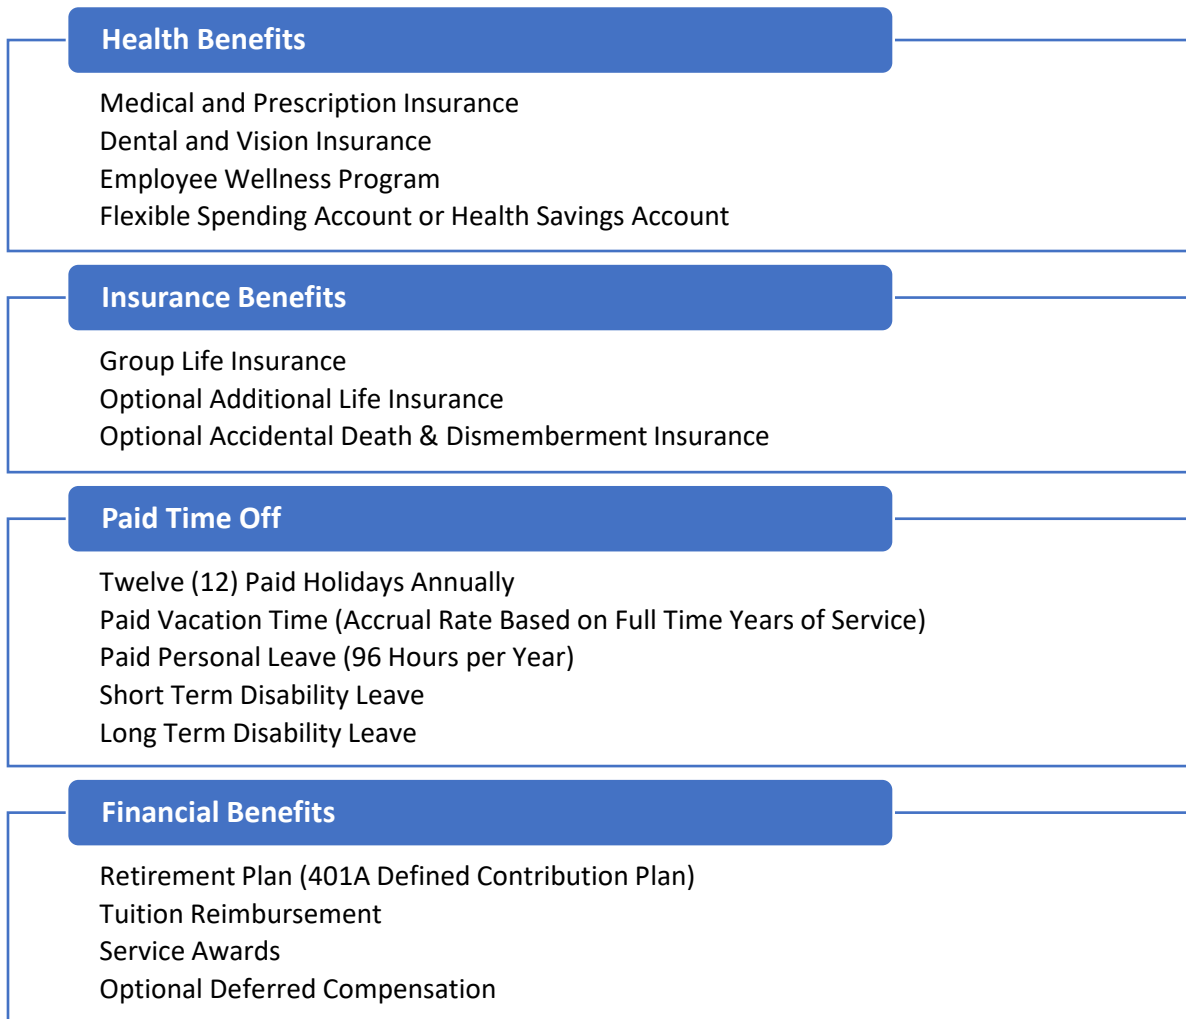 Health Benefits
Medical and Prescription Insurance
Dental and Vision Insurance
Employee Wellness Program
Flexible Spending Account or Health Savings Account
Insurance Benefits
Group Life Insurance
Optional Additional Life Insurance
Optional Accidental Death & Dismemberment Insurance
Paid Time Off
Twelve (12) Paid Holidays Annually
Paid Vacation Time (Accrual Rate Based on Full Time Years of Service)
Paid Personal Leave (96 Hours per Year)
Short Term Disability Leave
Long Term Disability Leave
Financial Benefits
Retirement Plan (401A Defined Contribution Plan)
Tuition Reimbursement
Service Awards
Optional Deferred Compensation